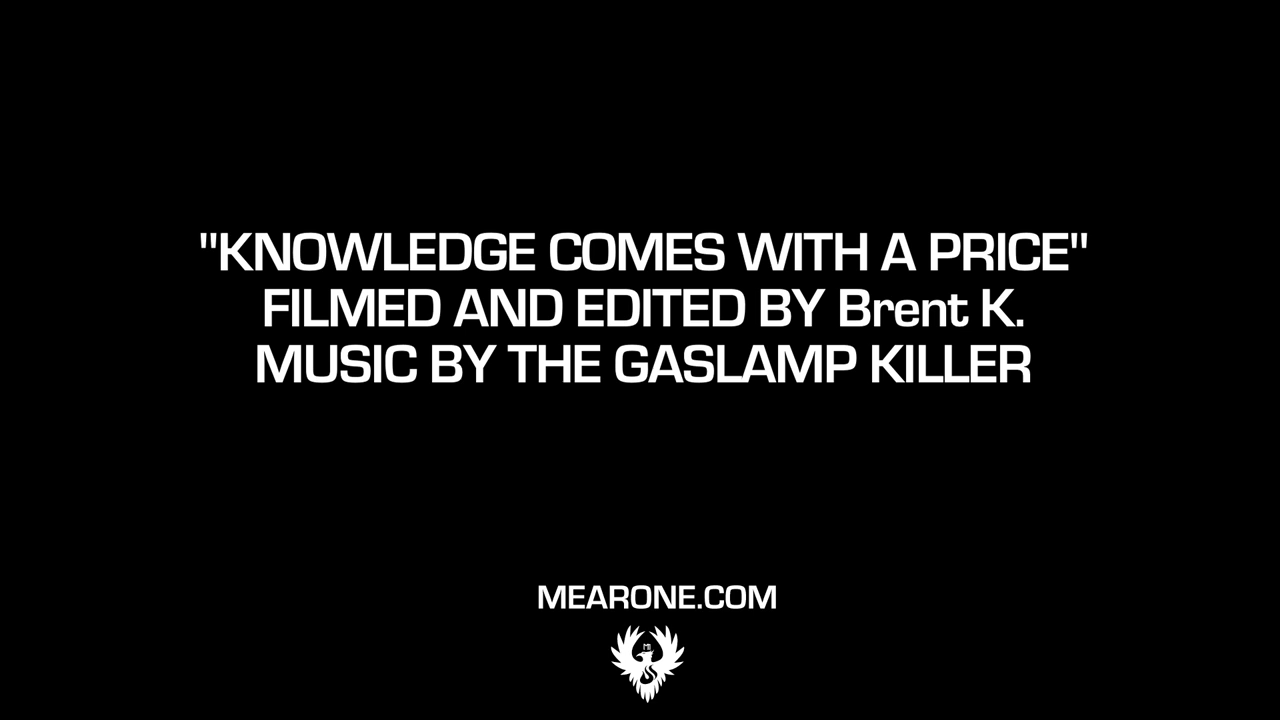 "KNOWLEDGE COMES WITH A PRICE"
FILMED AND EDITED BY Brent K.
MUSIC BY THE GASLAMP KILLER
MEARONE.COM